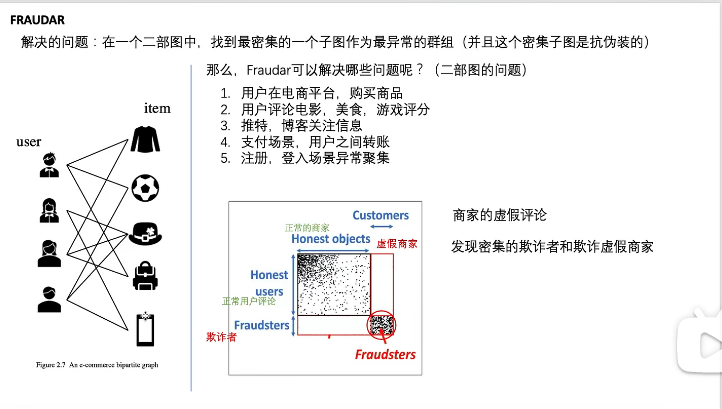 FRAUDAR
解决的问题：在一个二部图中，找到最密集的一个子图作为最异常的群组（并且这个密集子图是抗伪装的）
那么，Fraudar可以解决哪些问题呢？（二部图的问题）
1. 用户在电商平台，购买商品
2. 用户评论电影，美食，游戏评分
3. 推特，博客关注信息
4. 支付场景，用户之间转账
5. 注册，登入场景异常聚集
item
user
Figure 2.7 An e-commerce bipartite graph
Customers
正常的商家
Honest objects
虚假商家
Honest
users
正常用户评论
Fraudsters
欺诈者
Fraudsters
商家的虚假评论
发现密集的欺诈者和欺诈虚假商家